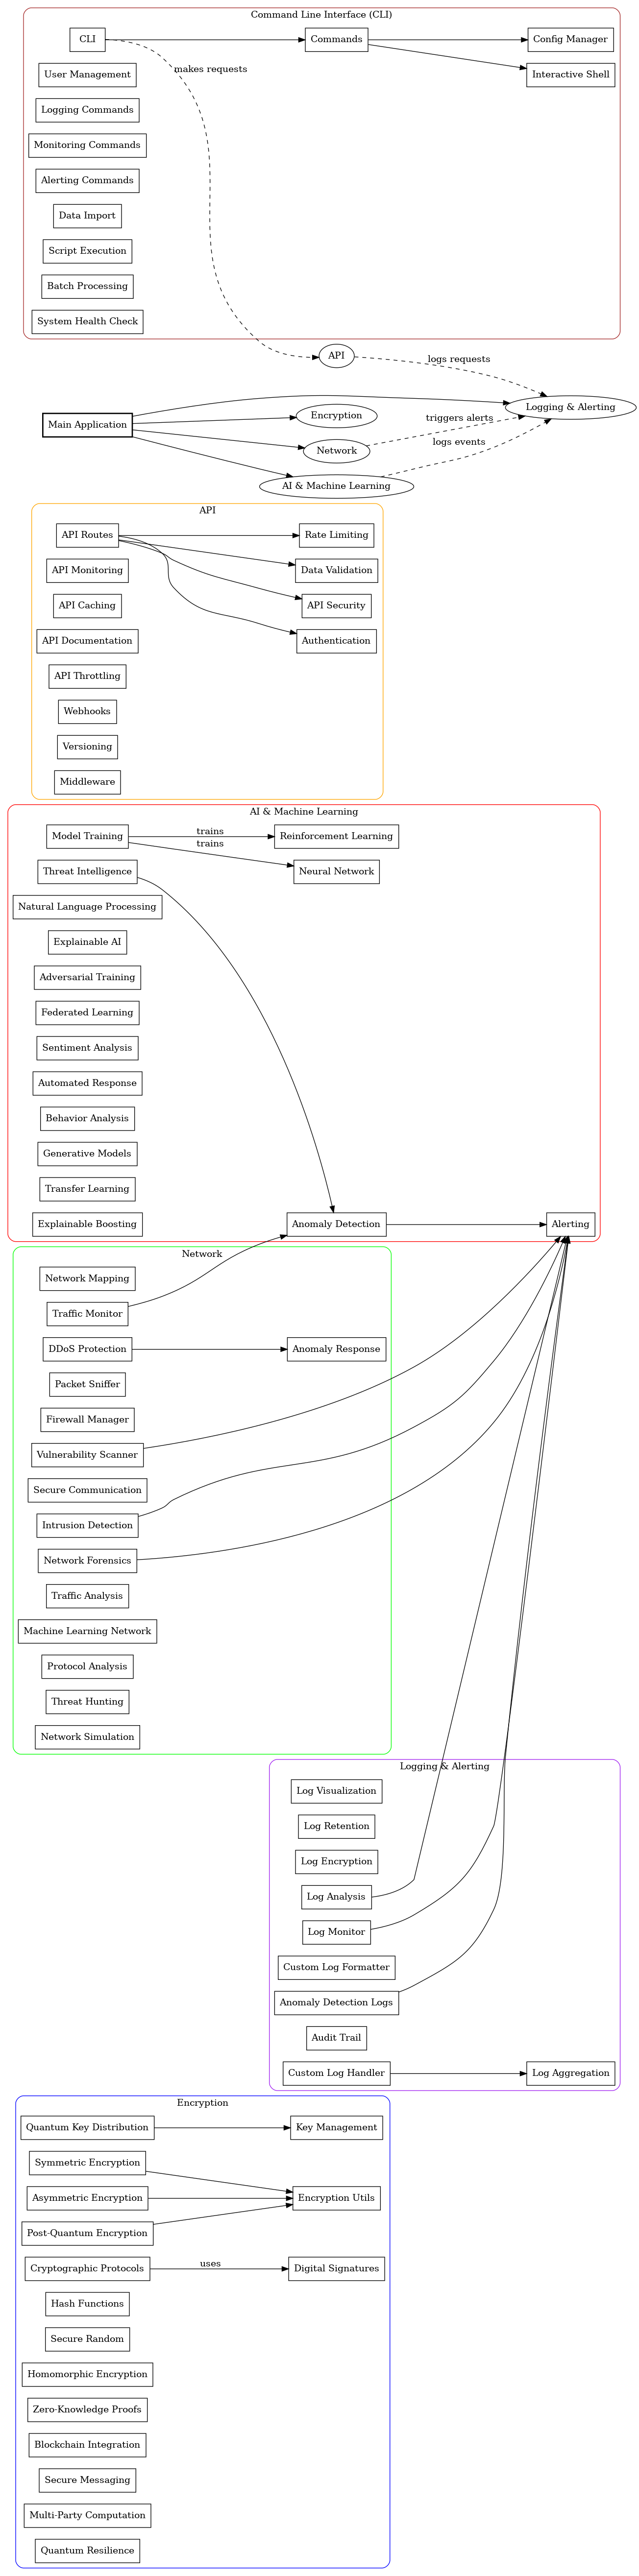 Command Line Interface (CLI)
CLI
Commands
Config Manager
User Management
makes requests
Interactive Shell
Logging Commands
Monitoring Commands
Alerting Commands
Data Import
Script Execution
Batch Processing
System Health Check
API
logs requests
Logging & Alerting
Main Application
Encryption
triggers alerts
Network
logs events
AI & Machine Learning
API
API Routes
Rate Limiting
API Monitoring
Data Validation
API Caching
API Security
API Documentation
Authentication
API Throttling
Webhooks
Versioning
Middleware
AI & Machine Learning
Model Training
trains
Reinforcement Learning
trains
Threat Intelligence
Neural Network
Natural Language Processing
Explainable AI
Adversarial Training
Federated Learning
Sentiment Analysis
Automated Response
Behavior Analysis
Generative Models
Transfer Learning
Explainable Boosting
Anomaly Detection
Alerting
Network
Network Mapping
Traffic Monitor
DDoS Protection
Anomaly Response
Packet Sniffer
Firewall Manager
Vulnerability Scanner
Secure Communication
Intrusion Detection
Network Forensics
Traffic Analysis
Machine Learning Network
Protocol Analysis
Threat Hunting
Network Simulation
Logging & Alerting
Log Visualization
Log Retention
Log Encryption
Log Analysis
Log Monitor
Custom Log Formatter
Anomaly Detection Logs
Audit Trail
Custom Log Handler
Log Aggregation
Encryption
Quantum Key Distribution
Key Management
Symmetric Encryption
Asymmetric Encryption
Encryption Utils
Post-Quantum Encryption
Cryptographic Protocols
uses
Digital Signatures
Hash Functions
Secure Random
Homomorphic Encryption
Zero-Knowledge Proofs
Blockchain Integration
Secure Messaging
Multi-Party Computation
Quantum Resilience